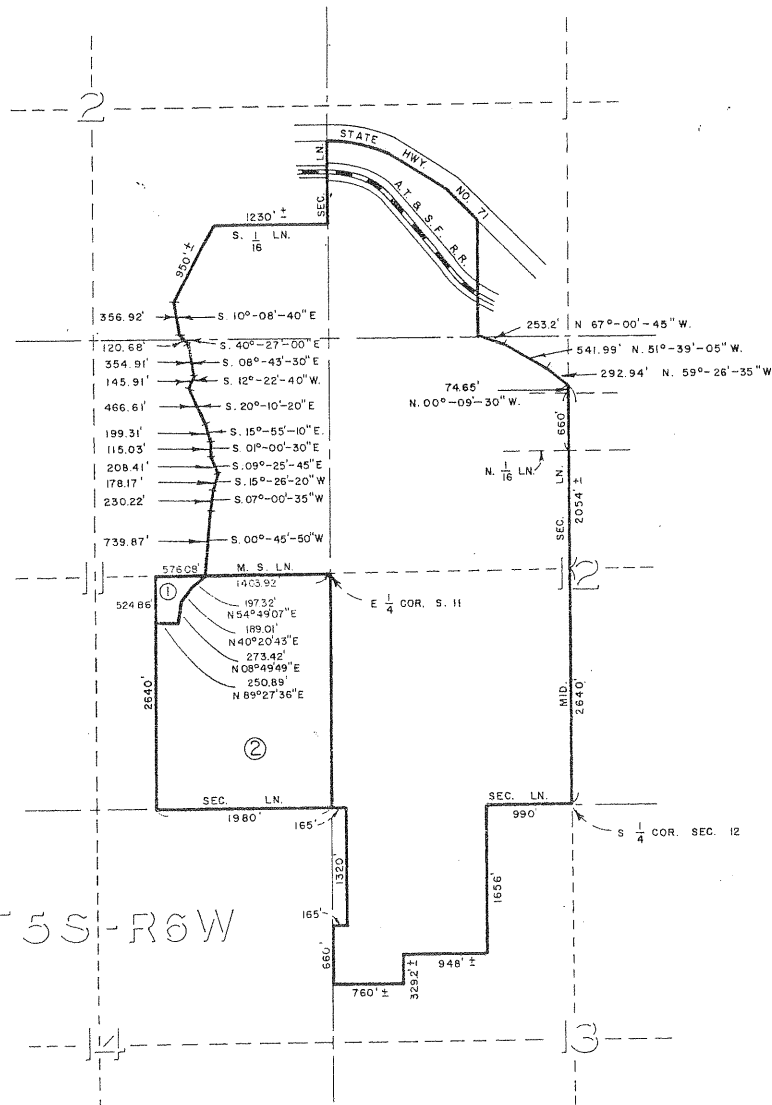 2
1
STATE HWY. NO. 71
SEC. LN.
A.T. & S.F. R.R.
1230' ±
S. 1/16 LN.
950' ±
356.92' S. 10°-08'-40" E
253.2' N 67°-00'-45" W.
120.68' S. 40°-27'-00" E
541.99' N. 51°-39'-05" W.
354.91' S. 08°-43'-30" E
292.94' N. 59°-26'-35" W
145.91' S. 12°-22'-40" W.
74.65'
N. 00°-09'-30" W.
466.61' S. 20°-10'-20" E
660'
199.31' S. 15°-55'-10" E.
115.03' S. 01°-00'-30" E
N. 1/16 LN.
208.41' S. 09°-25'-45" E
178.17' S. 15°-26'-20" W
230.22' S. 07°-00'-35" W
SEC. LN.
2054' ±
739.87' S. 00°-45'-50" W
576.08' M. S. LN.
11
12
1403.92'
①
E 1/4 COR. S. 11
524.86'
197.32'
N 54°49'07" E
189.01'
N 40°20'43" E
273.42'
N 08°49'49" E
250.89'
N 89°27'36" E
2640'
MID.
2640'
②
SEC. LN.
SEC. LN.
1980'
165'
990'
S 1/4 COR. SEC. 12
1320'
1656'
165'
T5S-R6W
660'
948' ±
329.2' ±
760' ±
14
13